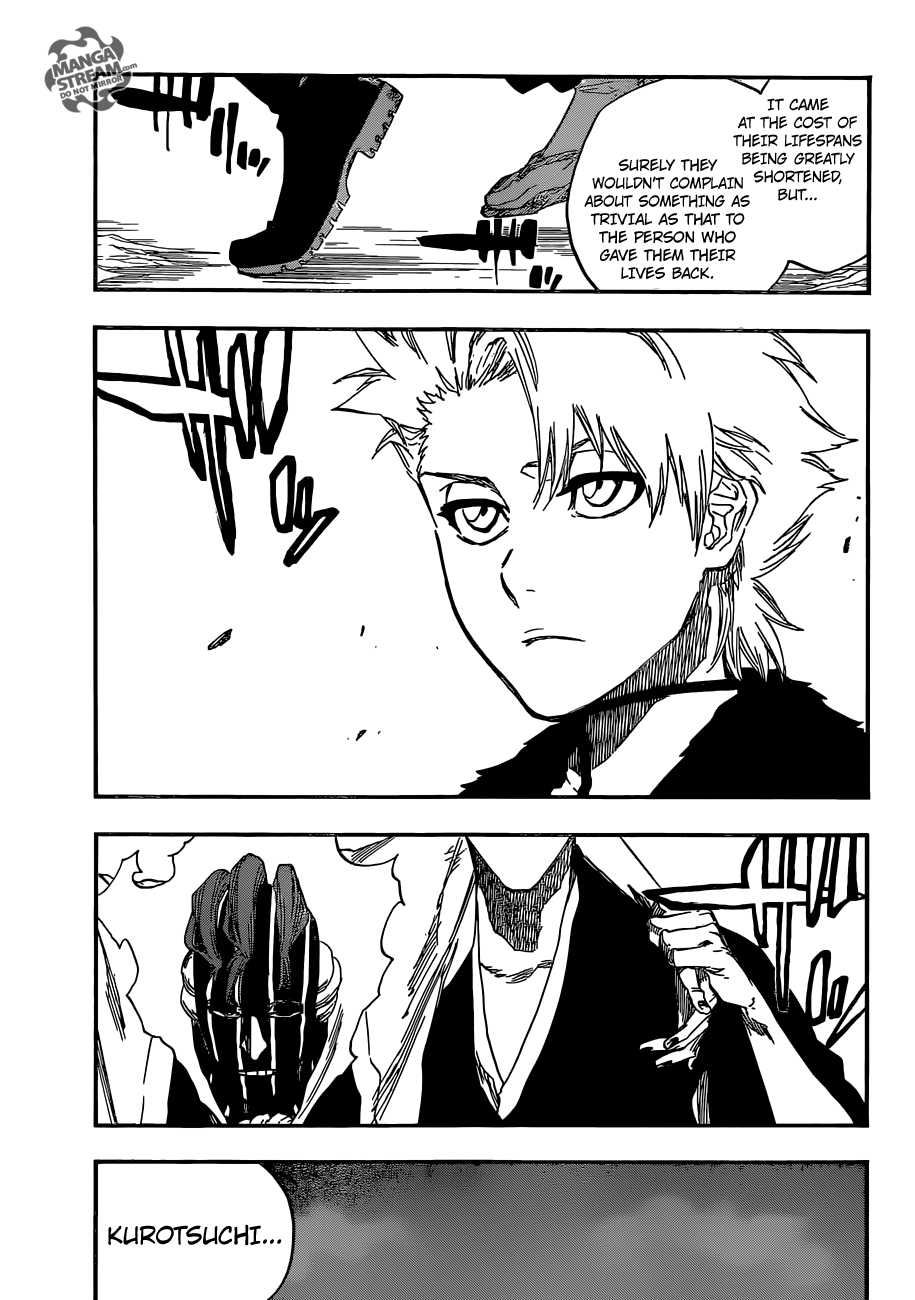 MANGA
STREAM.com
DO NOT MIRROR
IT CAME
AT THE COST OF
THEIR LIFESPANS
BEING GREATLY
SHORTENED,
BUT...
SURELY THEY
WOULDN'T COMPLAIN
ABOUT SOMETHING AS
TRIVIAL AS THAT TO
THE PERSON WHO
GAVE THEM THEIR
LIVES BACK.
KUROTSUCHI...